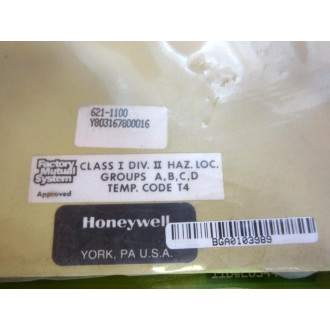 621-1100
Y803167800016
Factory
Mutual
System
Approved
CLASS I DIV. II HAZ. LOC.
GROUPS A,B,C,D
TEMP. CODE T4
Honeywell
YORK, PA U.S.A.
BGA0103989